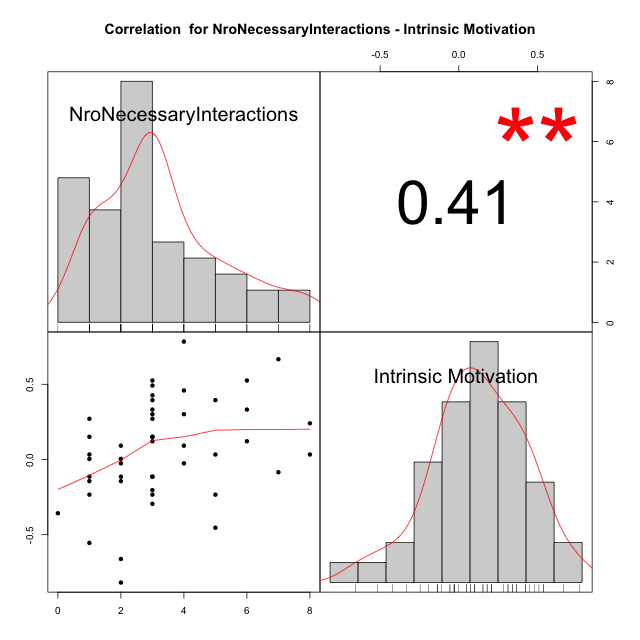 Correlation  for NroNecessaryInteractions - Intrinsic Motivation
-0.5 0.0 0.5
NroNecessaryInteractions
**
0.41
8
6
4
2
0
0.5
0.0
-0.5
Intrinsic Motivation
0 2 4 6 8